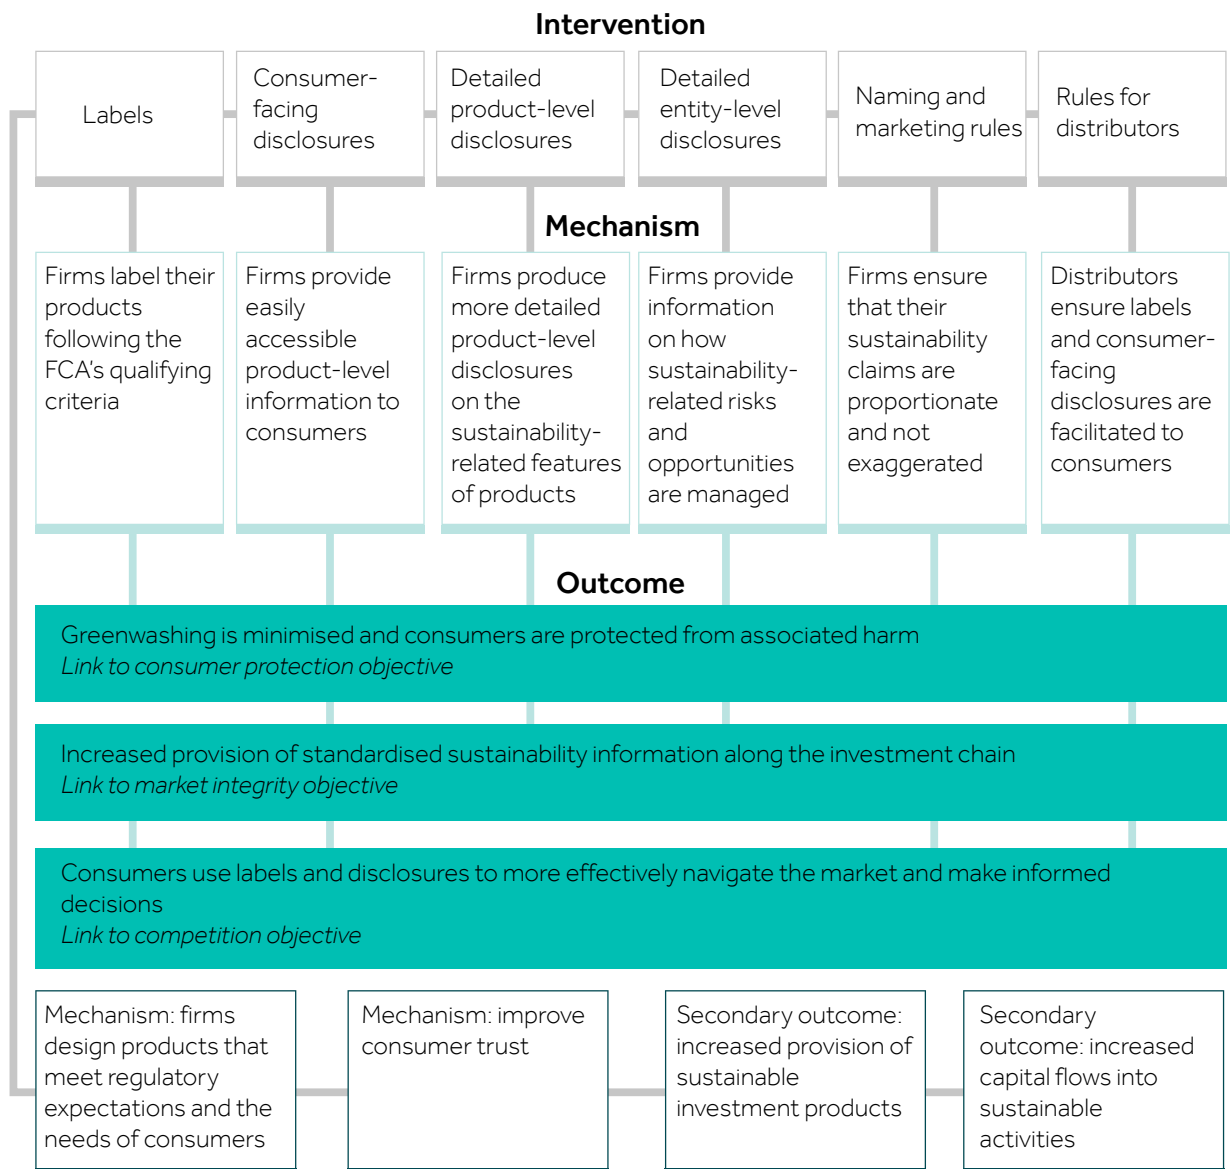 Intervention
Labels
Consumer-
facing
disclosures
Detailed
product-level
disclosures
Detailed
entity-level
disclosures
Naming and
marketing rules
Rules for
distributors
Mechanism
Firms label their
products
following the
FCA's qualifying
criteria
Firms provide
easily
accessible
product-level
information to
consumers
Firms produce
more detailed
product-level
disclosures
on the
sustainability-
related features
of products
Firms provide
information
on how
sustainability-
related risks
and
opportunities
are managed
Firms ensure
that their
sustainability
claims are
proportionate
and not
exaggerated
Distributors
ensure labels
and consumer-
facing
disclosures are
facilitated to
consumers
Outcome
Greenwashing is minimised and consumers are protected from associated harm
Link to consumer protection objective
Increased provision of standardised sustainability information along the investment chain
Link to market integrity objective
Consumers use labels and disclosures to more effectively navigate the market and make informed
decisions
Link to competition objective
Mechanism: firms
design products that
meet regulatory
expectations and the
needs of consumers
Mechanism: improve
consumer trust
Secondary outcome:
increased provision of
sustainable
investment products
Secondary
outcome: increased
capital flows into
sustainable
activities